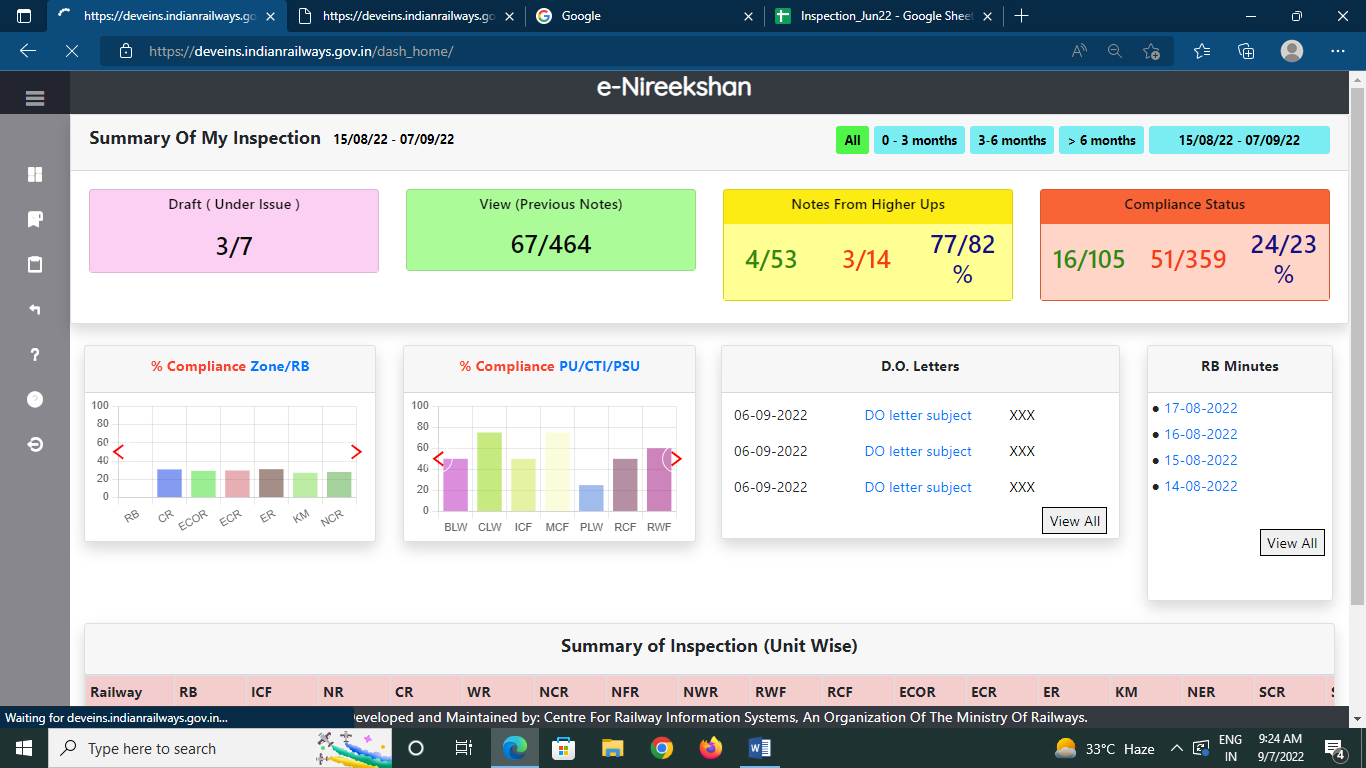 https://deveins.indianrailways.go
https://deveins.indianrailways.go
Google
Inspection_Jun22 - Google Sheet
https://deveins.indianrailways.gov.in/dash_home/
e-Nireekshan
Summary Of My Inspection 15/08/22 - 07/09/22
All
0 - 3 months
3-6 months
> 6 months
15/08/22 - 07/09/22
Draft ( Under Issue )
3/7
View (Previous Notes)
67/464
Notes From Higher Ups
4/53 3/14 77/82
%
Compliance Status
16/105 51/359 24/23
%
% Compliance Zone/RB
100
80
60
40
20
0
RB CR ECOR ECR ER KM NCR
% Compliance PU/CTI/PSU
100
80
60
40
20
0
BLW CLW ICF MCF PLW RCF RWF
D.O. Letters
06-09-2022 DO letter subject XXX
06-09-2022 DO letter subject XXX
06-09-2022 DO letter subject XXX
View All
RB Minutes
17-08-2022
16-08-2022
15-08-2022
14-08-2022
View All
Summary of Inspection (Unit Wise)
Railway RB ICF NR CR WR NCR NFR NWR RWF RCF ECOR ECR ER KM NER SCR
Waiting for deveins.indianrailways.gov.in...
eveloped and Maintained by: Centre For Railway Information Systems, An Organization Of The Ministry Of Railways.
Type here to search
33°C Haze
ENG
IN
9:24 AM
9/7/2022
4